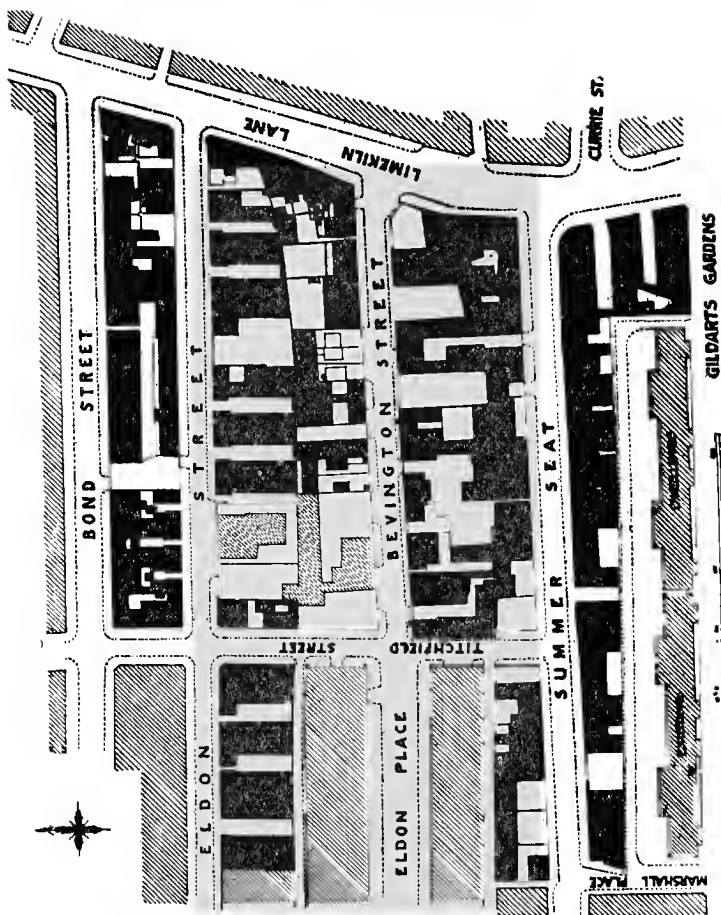 BOND STREET
LIMEKILN LANE
CURRIE ST.
ELDON STREET
BEVINGTON STREET
TITCHFIELD STREET
ELDON PLACE
SUMMER SEAT
GILDARTS GARDENS
MARSHALL PLACE